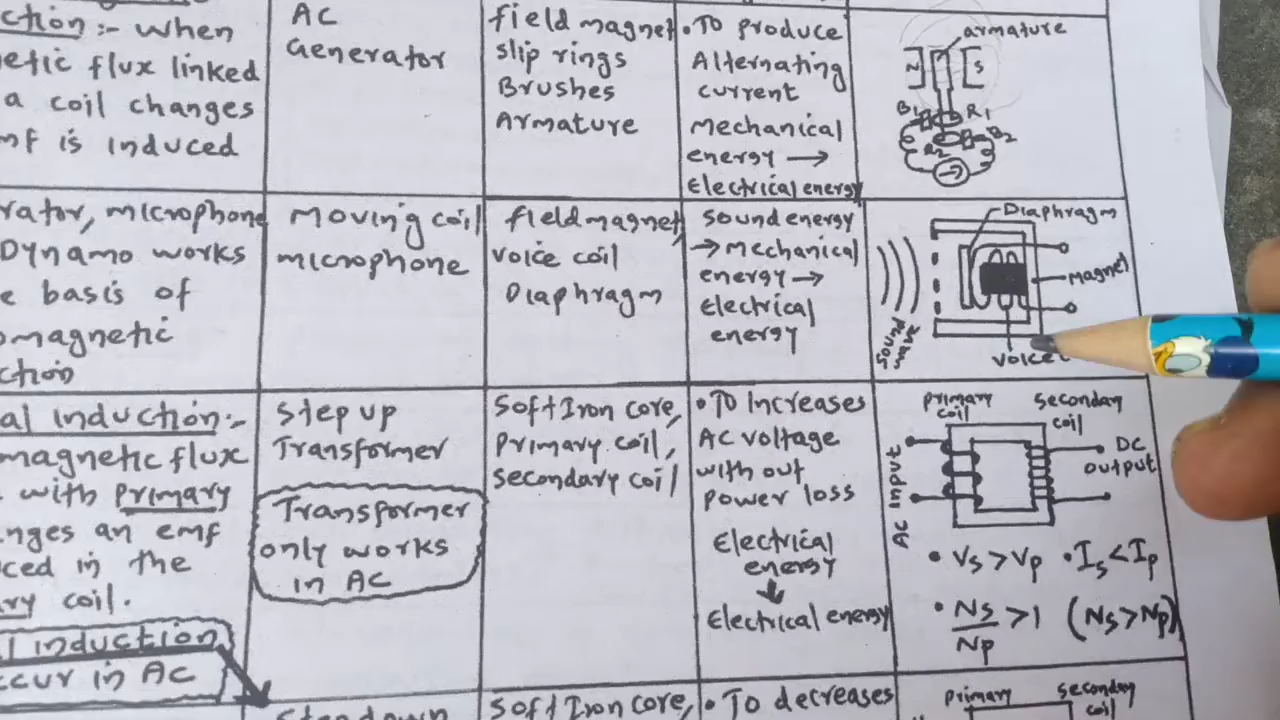 ction:- when
etic flux linked
a coil changes
mf is induced
AC
Generator
field magnet
slip rings
Brushes
Armature
• To produce
Alternating
current
Mechanical
energy →
Electrical energy
armature
N
S
B1
R1
R2
B2
rator, microphone
Dynamo works
e basis of
omagnetic
ction
Moving coil
microphone
field magnet,
voice coil
Diaphragm
sound energy
→ Mechanical
energy →
Electrical
energy
Diaphragm
Magnet
sound
wave
voice
al induction:-
magnetic flux
with Primary
nges an emf
uced in the
ary coil.
l induction
ccur in AC
Step up
Transformer
Transformer
only works
in AC
Soft Iron core,
Primary coil,
secondary coil
• To Increases
AC voltage
with out
power loss
Electrical
energy
↓
Electrical energy
primary
coil
secondary
coil
AC Input
DC
output
• Vs > Vp • Is < Ip
• Ns/Np > 1 (Ns > Np)
Stepdown
Soft Iron core,
• To decreases
primary
secondary
coil